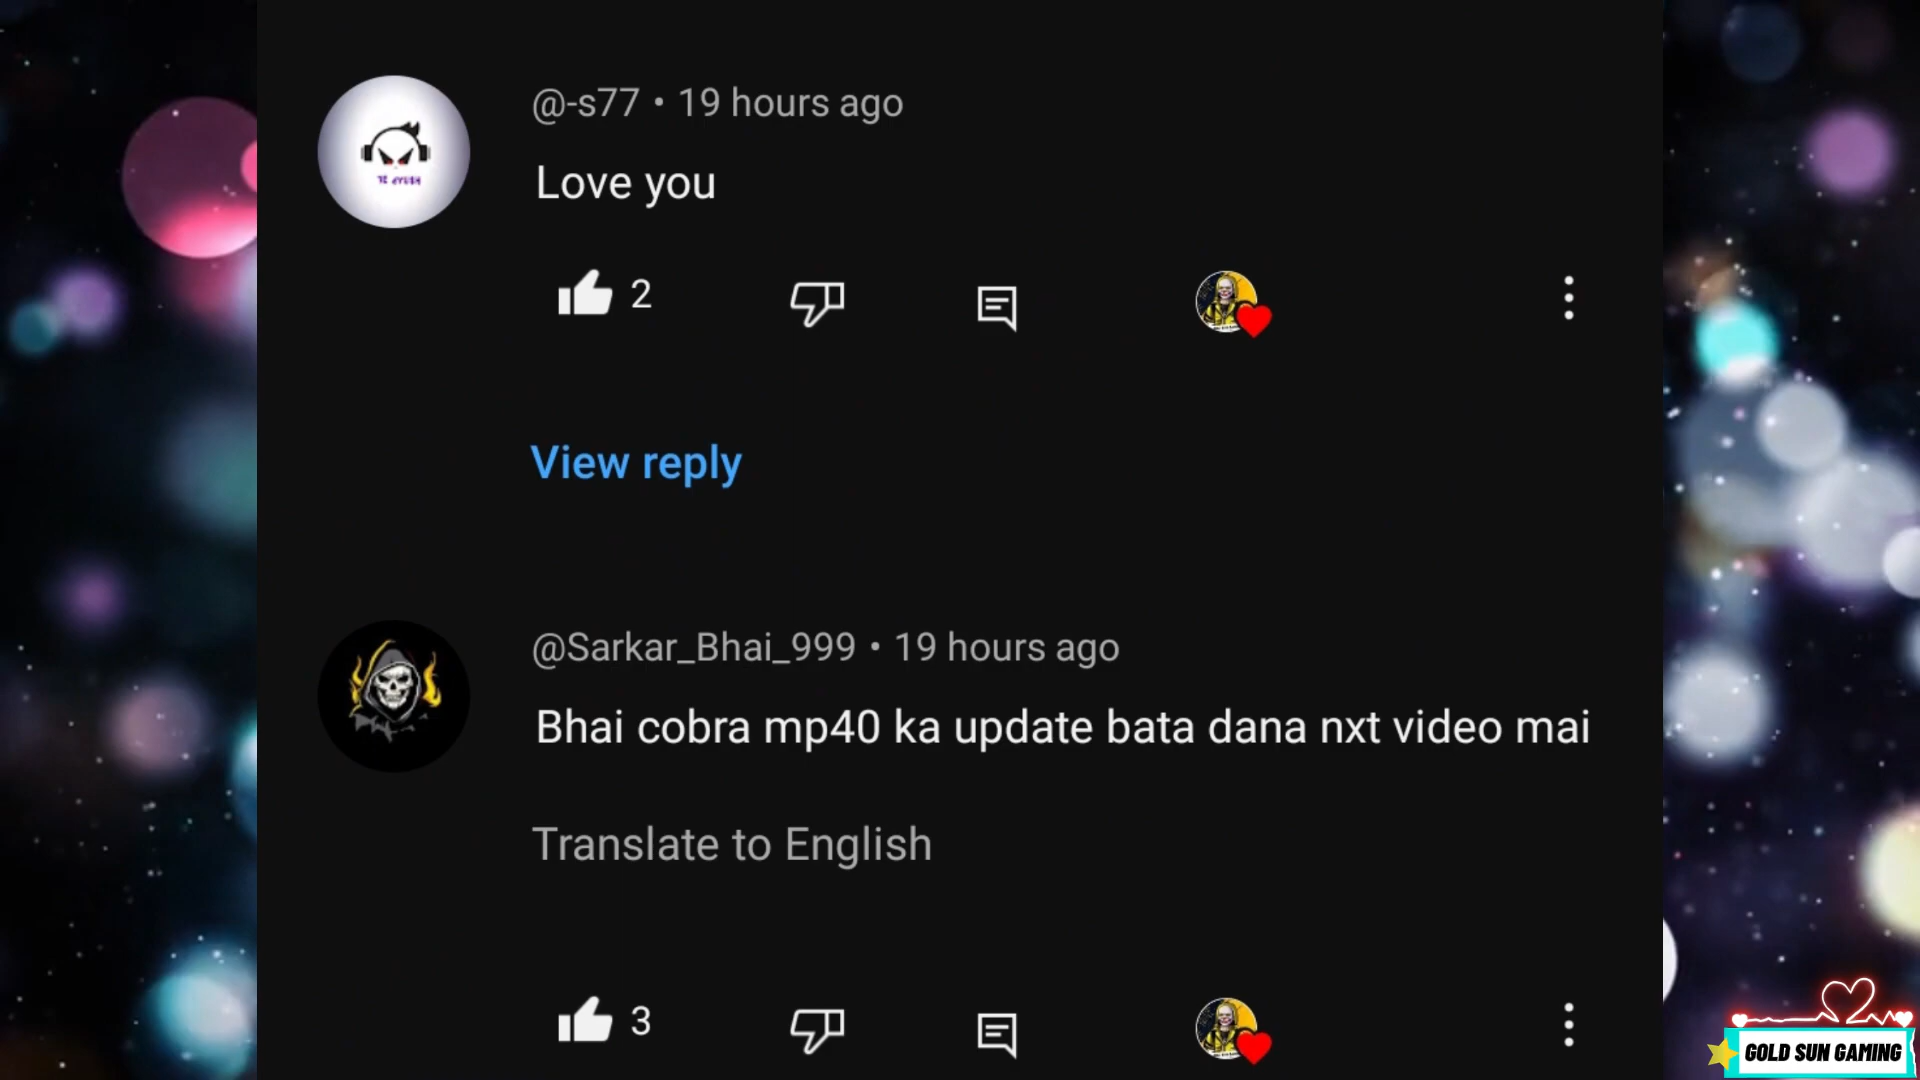 @-s77 • 19 hours ago
Love you
2
View reply
@Sarkar_Bhai_999 • 19 hours ago
Bhai cobra mp40 ka update bata dana nxt video mai
Translate to English
3
GOLD SUN GAMING